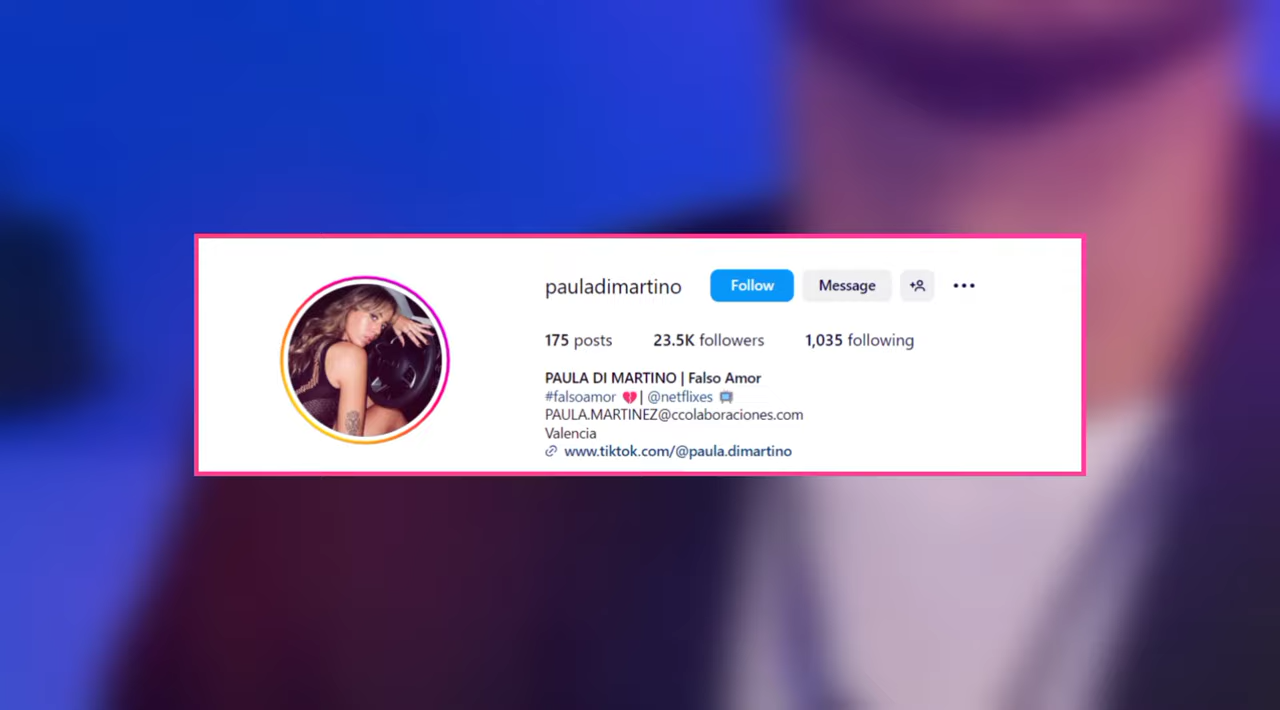 pauladimartino Follow Message
175 posts 23.5K followers 1,035 following
PAULA DI MARTINO | Falso Amor
#falsoamor 💔 | @netflixes 📺
PAULA.MARTINEZ@ccolaboraciones.com
Valencia
www.tiktok.com/@paula.dimartino